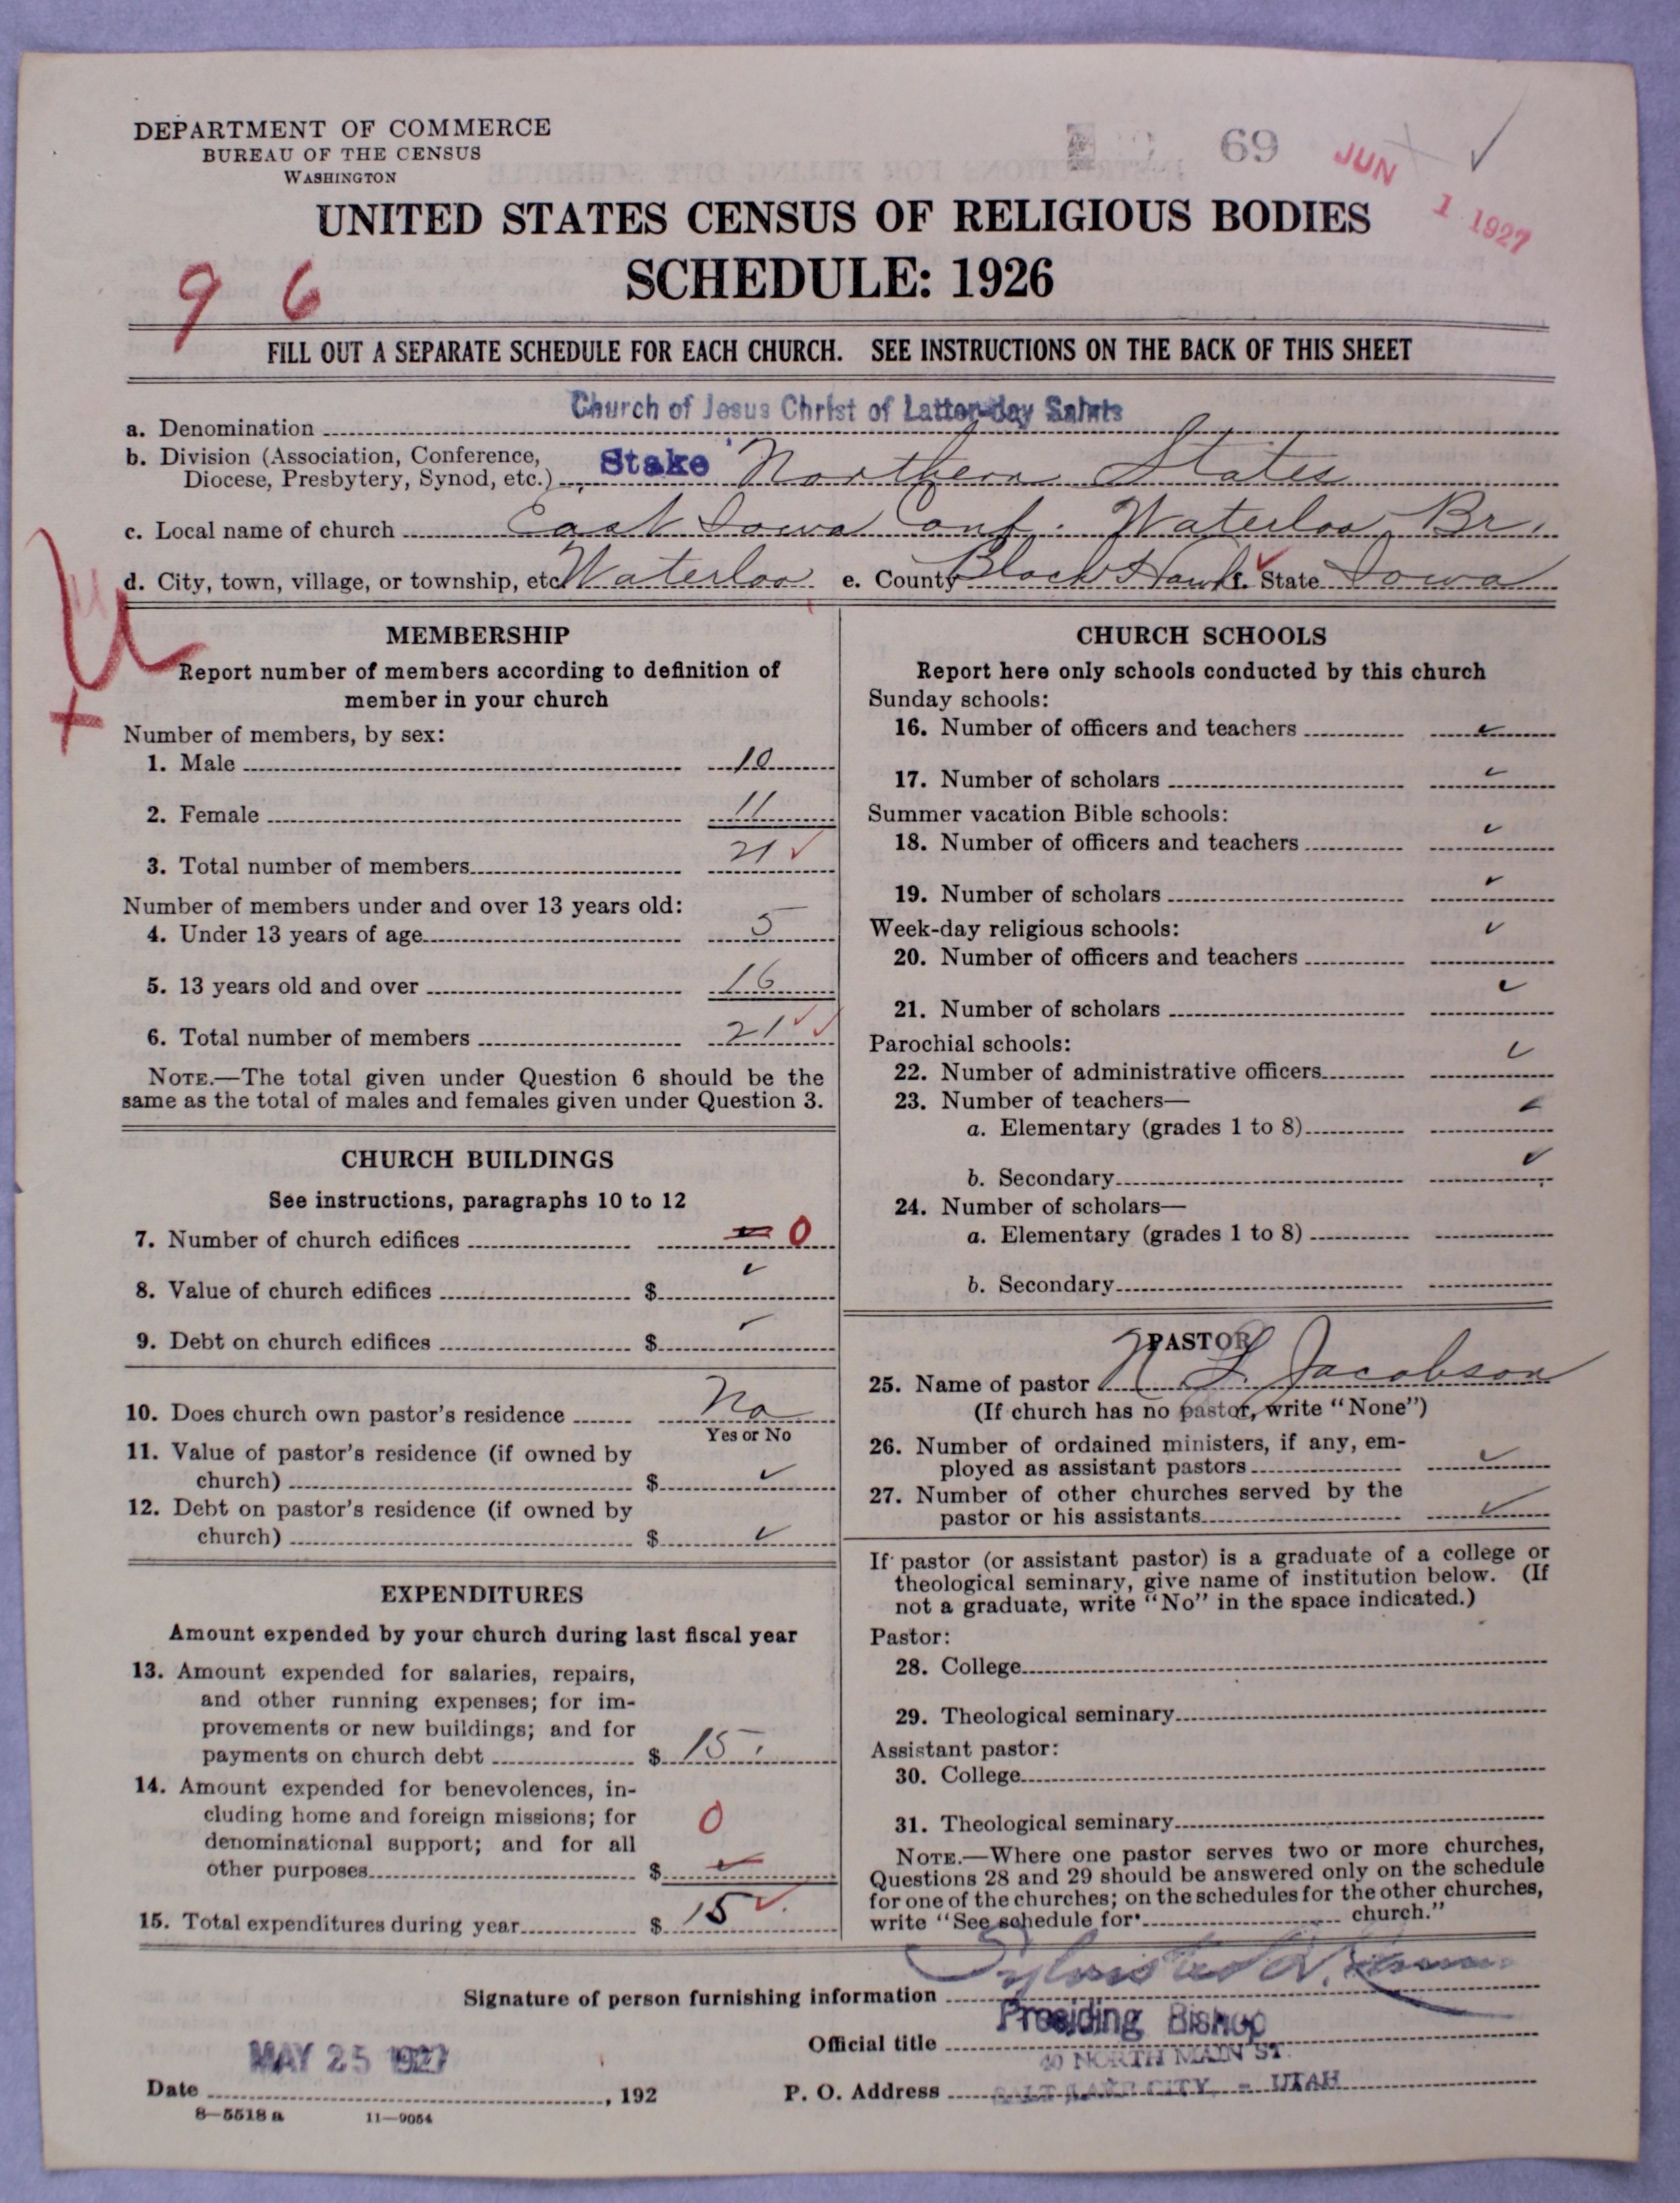 DEPARTMENT OF COMMERCE
BUREAU OF THE CENSUS
WASHINGTON
69
JUN 1 1927
UNITED STATES CENSUS OF RELIGIOUS BODIES
SCHEDULE: 1926
9 6
FILL OUT A SEPARATE SCHEDULE FOR EACH CHURCH. SEE INSTRUCTIONS ON THE BACK OF THIS SHEET
a. Denomination Church of Jesus Christ of Latter-day Saints
b. Division (Association, Conference,
Diocese, Presbytery, Synod, etc.) Stake Northern States
c. Local name of church East Iowa Conf. Waterloo Br.
d. City, town, village, or township, etc. Waterloo e. County Black Hawk f. State Iowa
MEMBERSHIP
Report number of members according to definition of
member in your church
Number of members, by sex:
1. Male 10
2. Female 11
3. Total number of members 21 ✓
Number of members under and over 13 years old:
4. Under 13 years of age 5
5. 13 years old and over 16
6. Total number of members 21 ✓✓
NOTE.—The total given under Question 6 should be the
same as the total of males and females given under Question 3.
CHURCH BUILDINGS
See instructions, paragraphs 10 to 12
7. Number of church edifices 0
8. Value of church edifices $ ✓
9. Debt on church edifices $ ✓
10. Does church own pastor's residence No
Yes or No
11. Value of pastor's residence (if owned by
church) $ ✓
12. Debt on pastor's residence (if owned by
church) $ ✓
EXPENDITURES
Amount expended by your church during last fiscal year
13. Amount expended for salaries, repairs,
and other running expenses; for im-
provements or new buildings; and for
payments on church debt $ 15.
14. Amount expended for benevolences, in-
cluding home and foreign missions; for
denominational support; and for all
other purposes $ 0
15. Total expenditures during year $ 15 ✓
CHURCH SCHOOLS
Report here only schools conducted by this church
Sunday schools:
16. Number of officers and teachers ✓
17. Number of scholars ✓
Summer vacation Bible schools:
18. Number of officers and teachers ✓
19. Number of scholars ✓
Week-day religious schools:
20. Number of officers and teachers ✓
21. Number of scholars ✓
Parochial schools:
22. Number of administrative officers ✓
23. Number of teachers—
a. Elementary (grades 1 to 8) ✓
b. Secondary ✓
24. Number of scholars—
a. Elementary (grades 1 to 8)
b. Secondary
PASTOR
25. Name of pastor N. L. Jacobson
(If church has no pastor, write "None")
26. Number of ordained ministers, if any, em-
ployed as assistant pastors ✓
27. Number of other churches served by the
pastor or his assistants ✓
If pastor (or assistant pastor) is a graduate of a college or
theological seminary, give name of institution below. (If
not a graduate, write "No" in the space indicated.)
Pastor:
28. College
29. Theological seminary
Assistant pastor:
30. College
31. Theological seminary
NOTE.—Where one pastor serves two or more churches,
Questions 28 and 29 should be answered only on the schedule
for one of the churches; on the schedules for the other churches,
write "See schedule for church."
Signature of person furnishing information
Official title Presiding Bishop
40 NORTH MAIN ST.
P. O. Address SALT LAKE CITY, - UTAH
MAY 25 1927
Date , 192
8—5518 a 11—9054